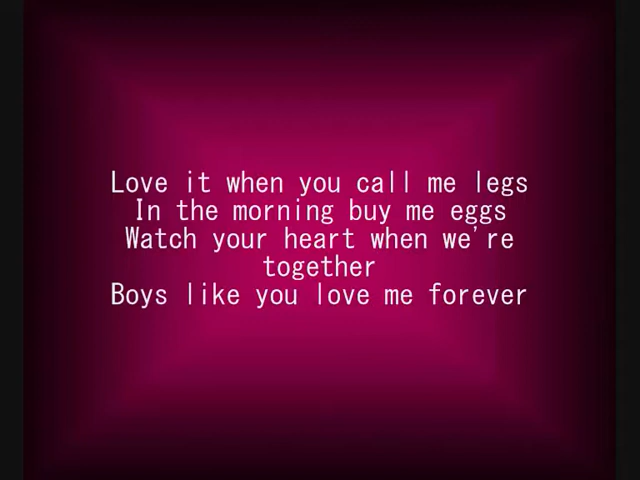 Love it when you call me legs
In the morning buy me eggs
Watch your heart when we're
together
Boys like you love me forever